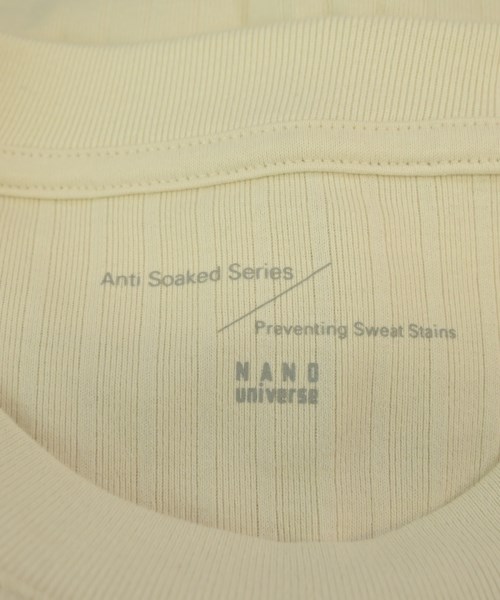 Anti Soaked Series
Preventing Sweat Stains
NANO
universe